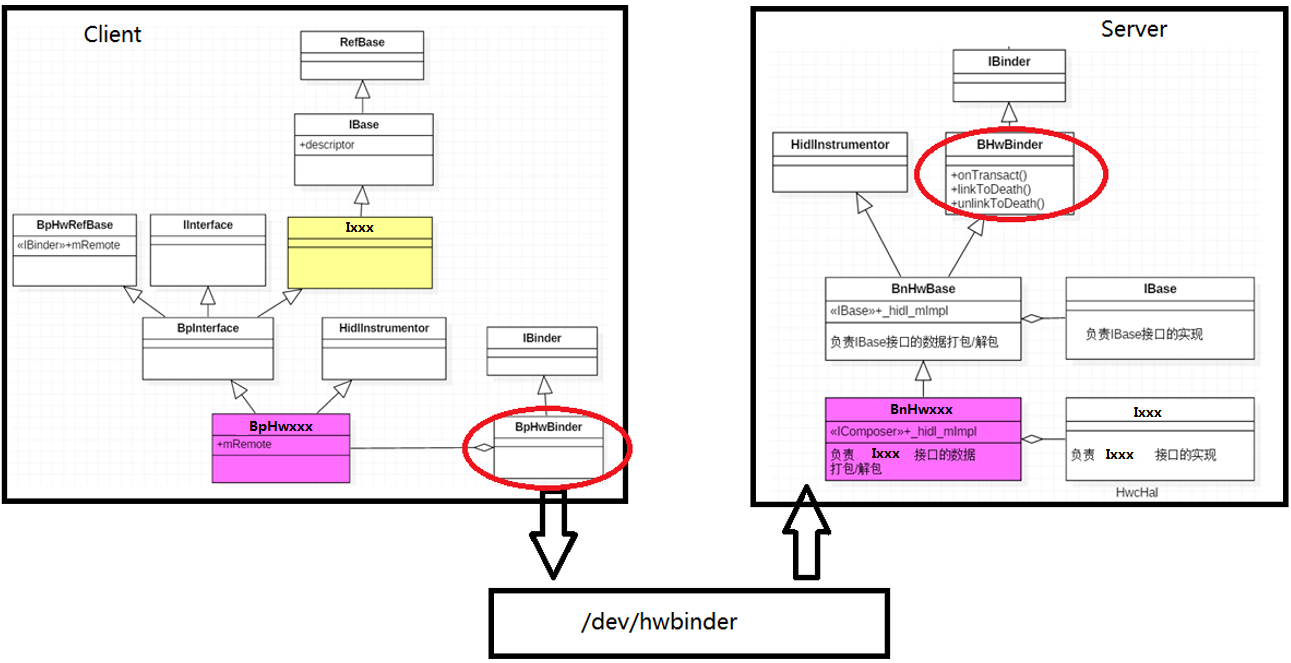 Client
RefBase
IBase
+descriptor
BpHwRefBase
«IBinder»+mRemote
IInterface
Ixxx
BpInterface
HidlInstrumentor
IBinder
BpHwxxx
+mRemote
BpHwBinder
Server
IBinder
HidlInstrumentor
BHwBinder
+onTransact()
+linkToDeath()
+unlinkToDeath()
BnHwBase
«IBase»+_hidl_mImpl
负责IBase接口的数据打包/解包
IBase
负责IBase接口的实现
BnHwxxx
«IComposer»+_hidl_mImpl
负责 Ixxx 接口的数据
打包/解包
Ixxx
负责 Ixxx 接口的实现
HwcHal
/dev/hwbinder